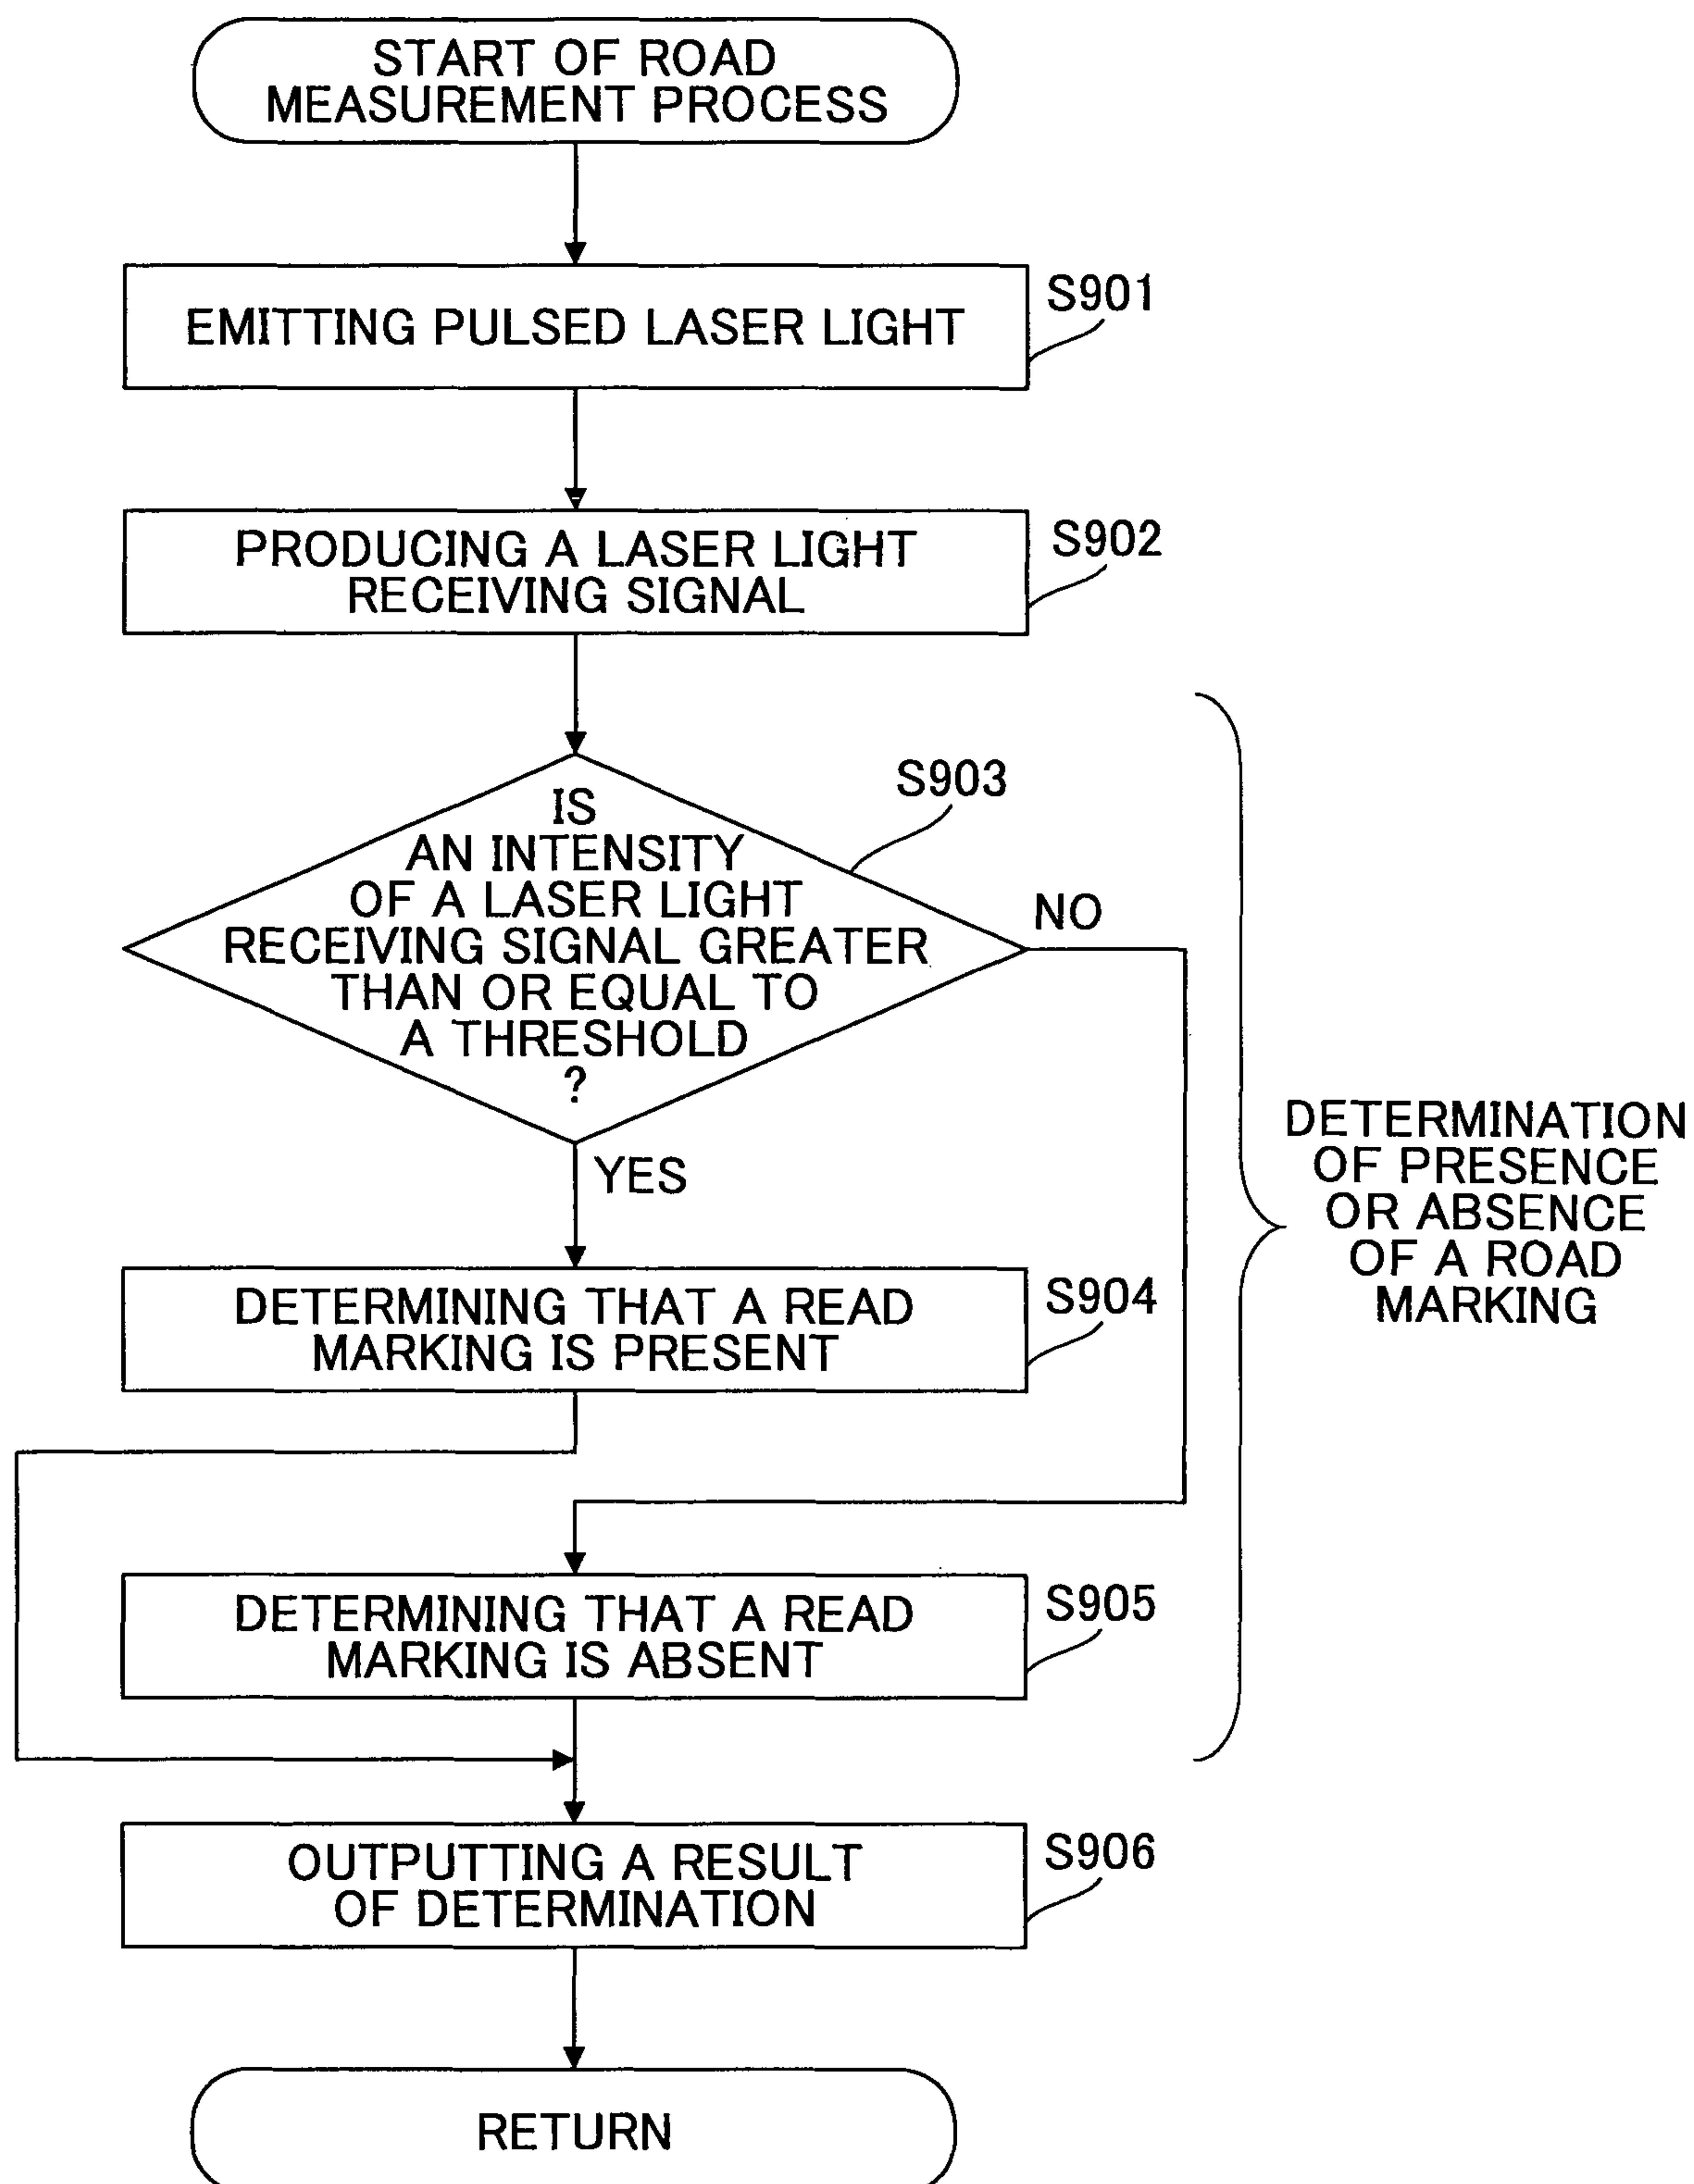 START OF ROAD
MEASUREMENT PROCESS
EMITTING PULSED LASER LIGHT
S901
PRODUCING A LASER LIGHT
RECEIVING SIGNAL
S902
IS
AN INTENSITY
OF A LASER LIGHT
RECEIVING SIGNAL GREATER
THAN OR EQUAL TO
A THRESHOLD
?
S903
NO
YES
DETERMINING THAT A READ
MARKING IS PRESENT
S904
DETERMINING THAT A READ
MARKING IS ABSENT
S905
DETERMINATION
OF PRESENCE
OR ABSENCE
OF A ROAD
MARKING
OUTPUTTING A RESULT
OF DETERMINATION
S906
RETURN